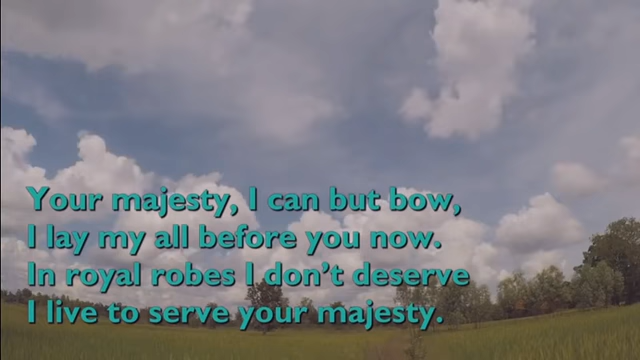 Your majesty, I can but bow,
I lay my all before you now.
In royal robes I don't deserve
I live to serve your majesty.